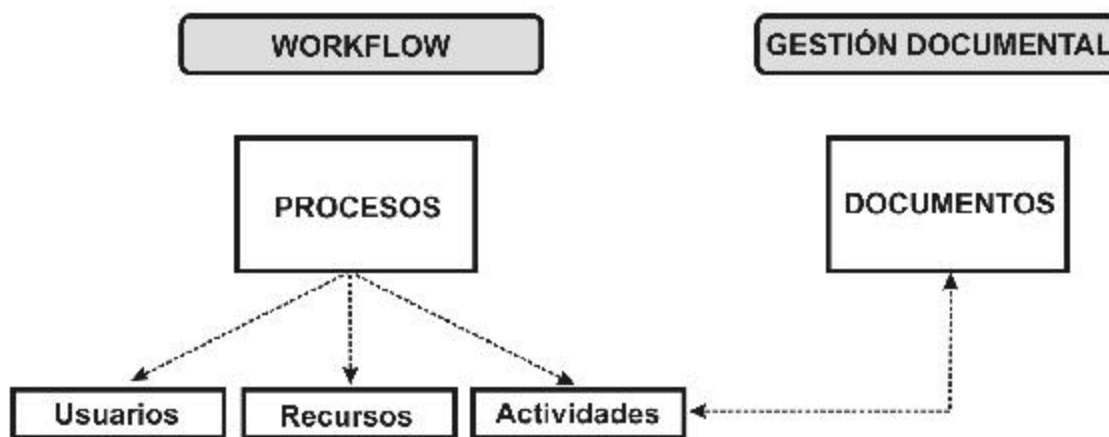 WORKFLOW
GESTIÓN DOCUMENTAL
PROCESOS
DOCUMENTOS
Usuarios
Recursos
Actividades